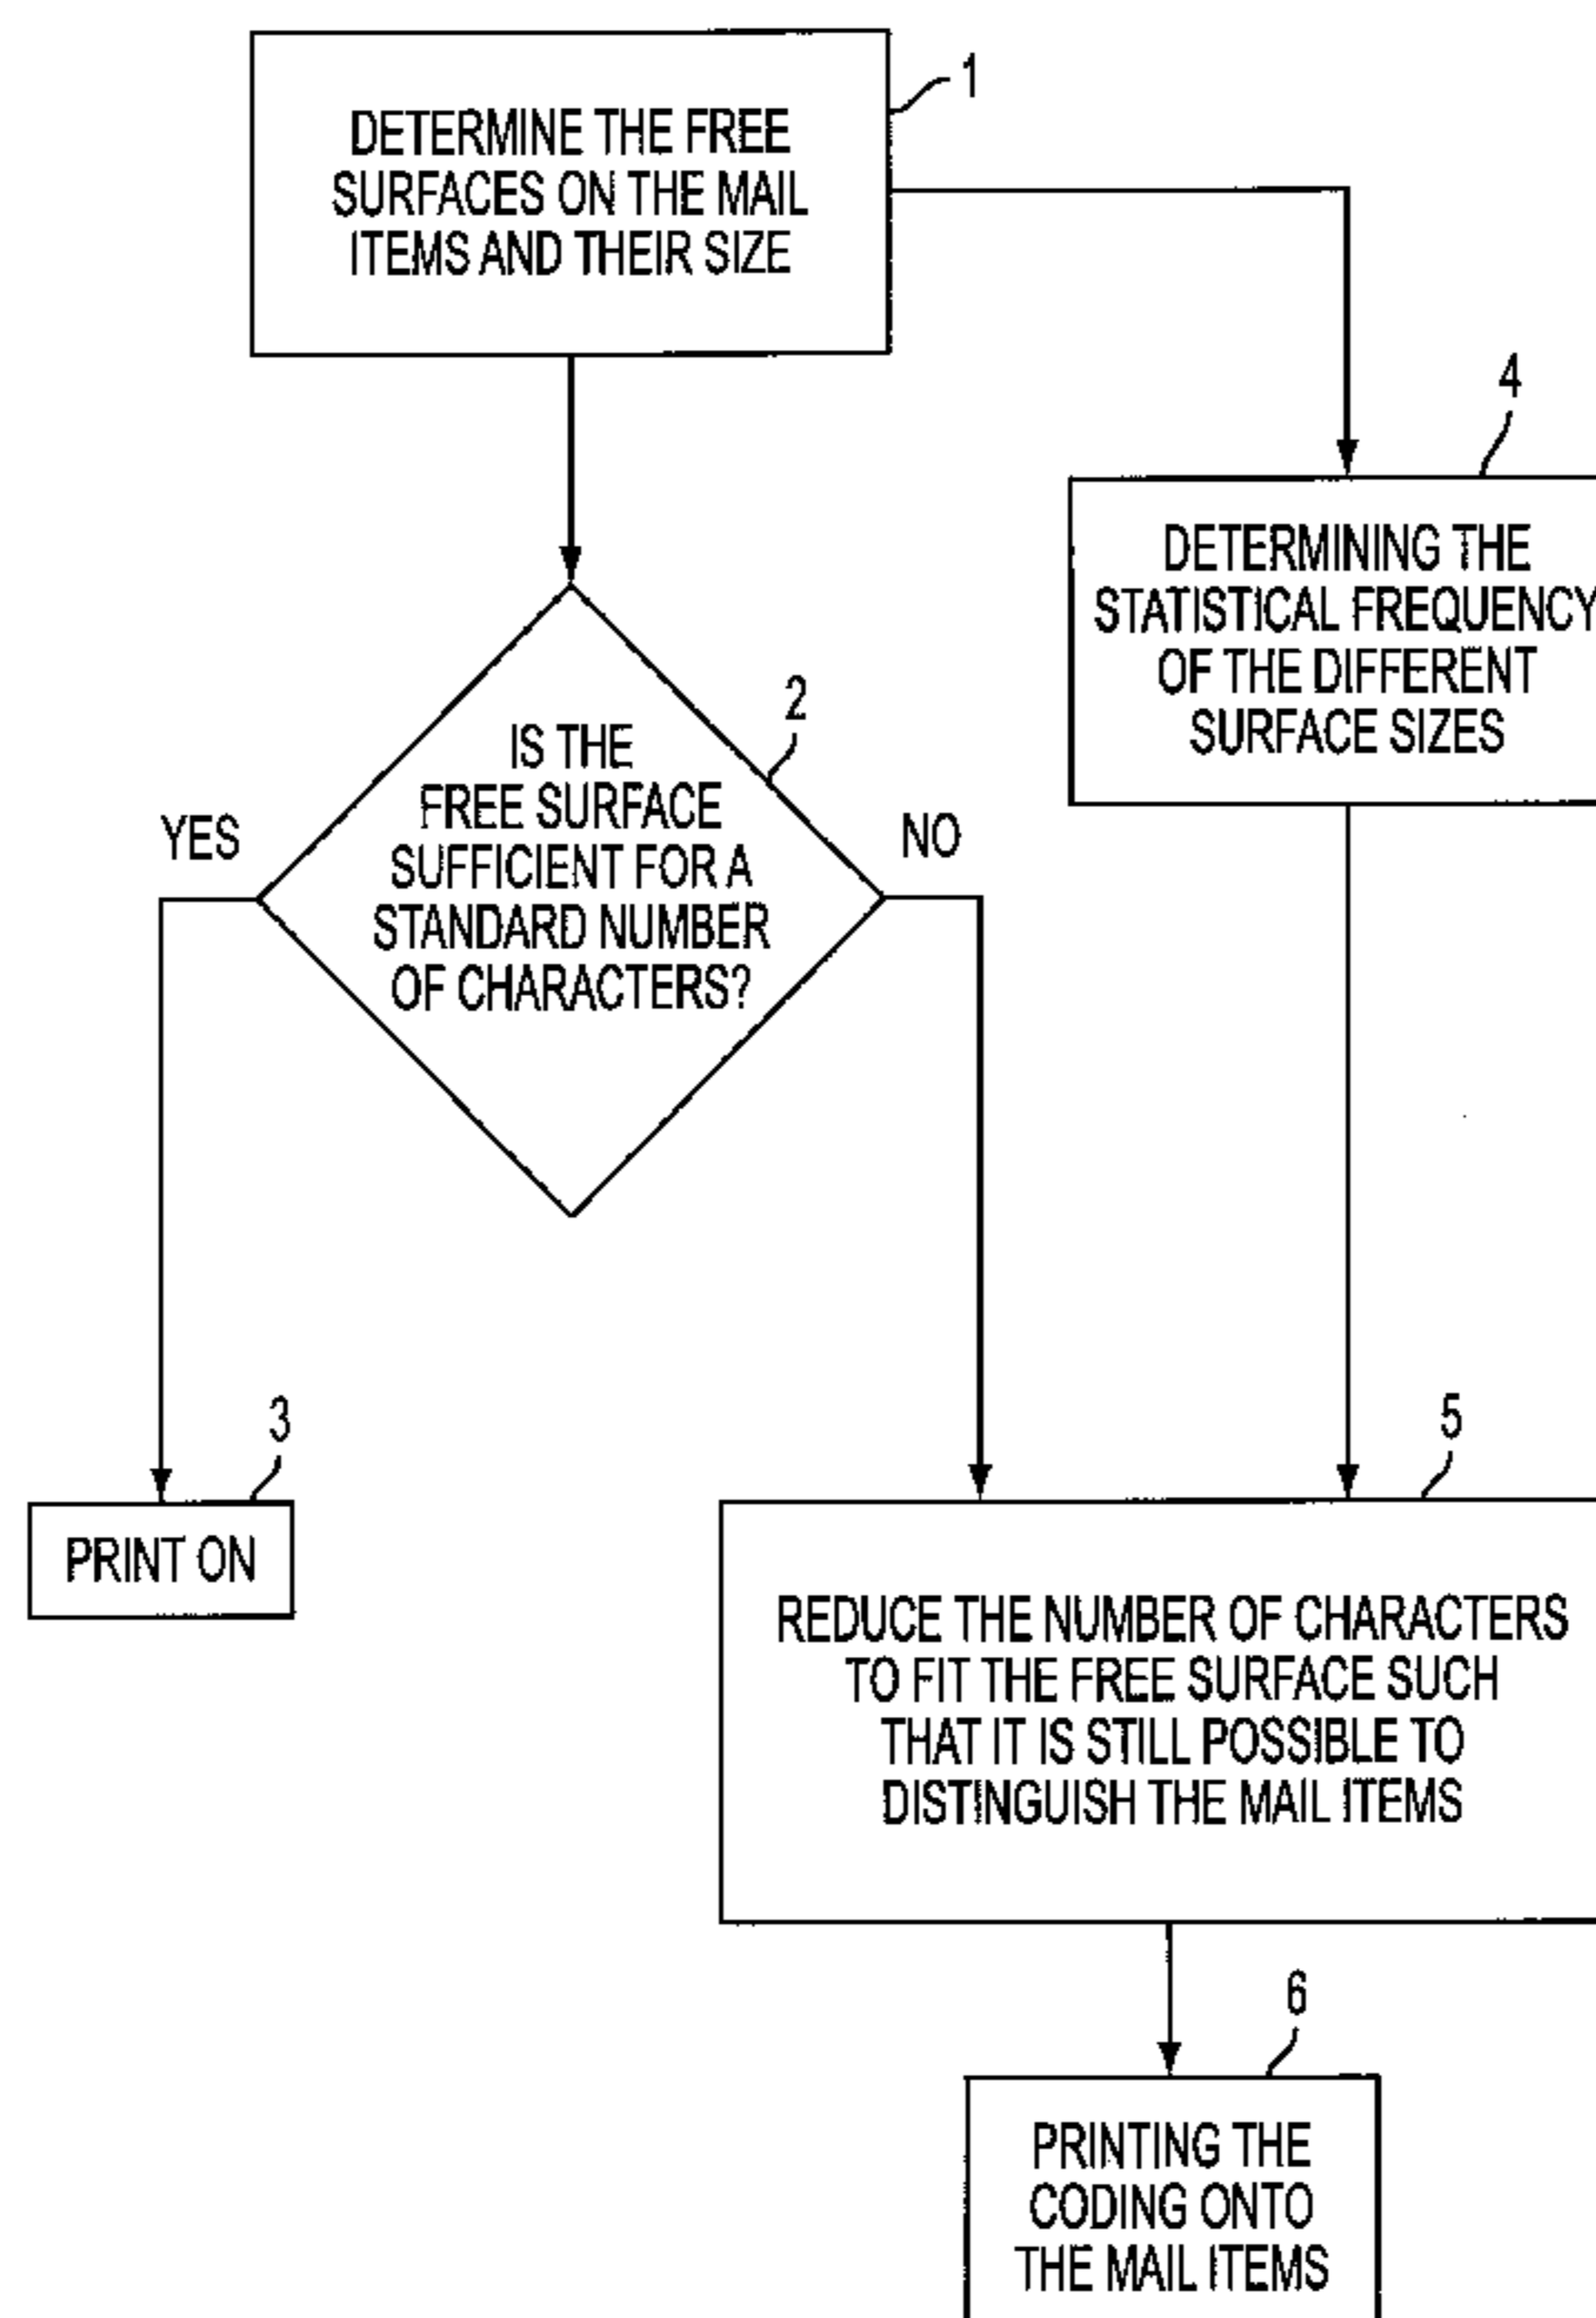 1
DETERMINE THE FREE
SURFACES ON THE MAIL
ITEMS AND THEIR SIZE
4
DETERMINING THE
STATISTICAL FREQUENCY
OF THE DIFFERENT
SURFACE SIZES
2
IS THE
FREE SURFACE
SUFFICIENT FOR A
STANDARD NUMBER
OF CHARACTERS?
YES
NO
3
PRINT ON
5
REDUCE THE NUMBER OF CHARACTERS
TO FIT THE FREE SURFACE SUCH
THAT IT IS STILL POSSIBLE TO
DISTINGUISH THE MAIL ITEMS
6
PRINTING THE
CODING ONTO
THE MAIL ITEMS